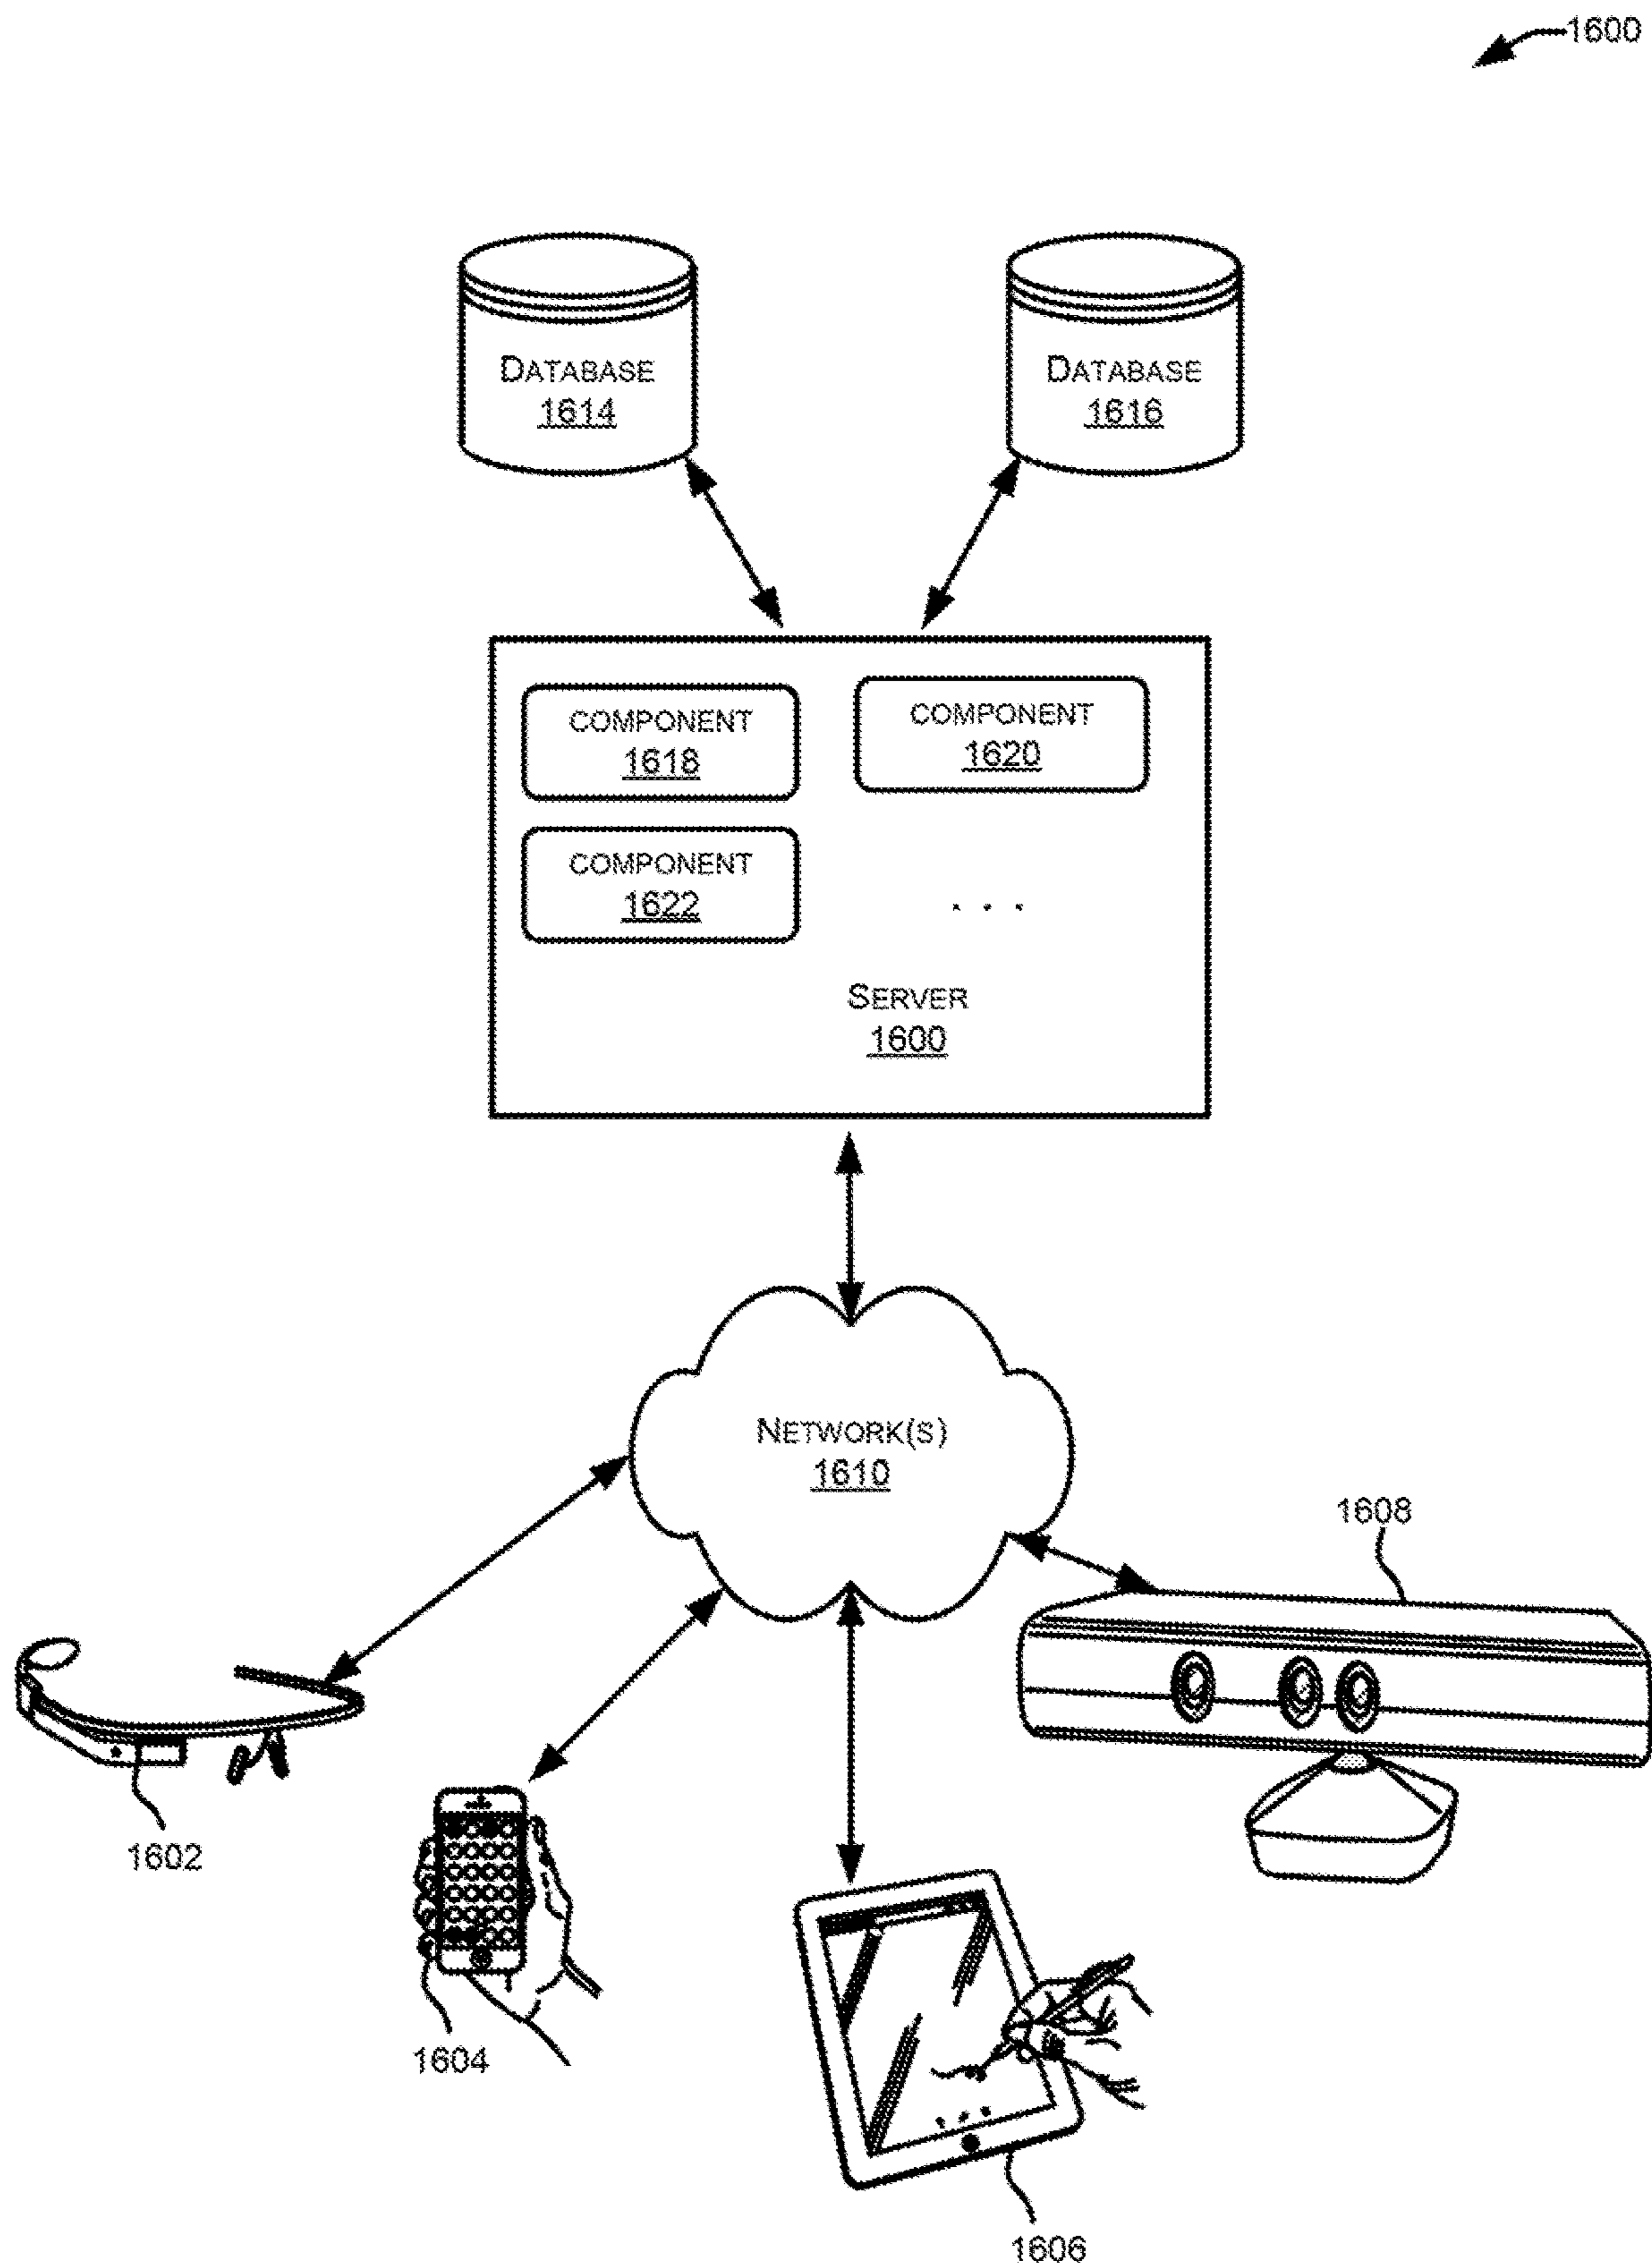 1600
DATABASE
1614
DATABASE
1616
COMPONENT
1618
COMPONENT
1620
COMPONENT
1622
. . .
SERVER
1600
NETWORK(S)
1610
1608
1602
1604
1606